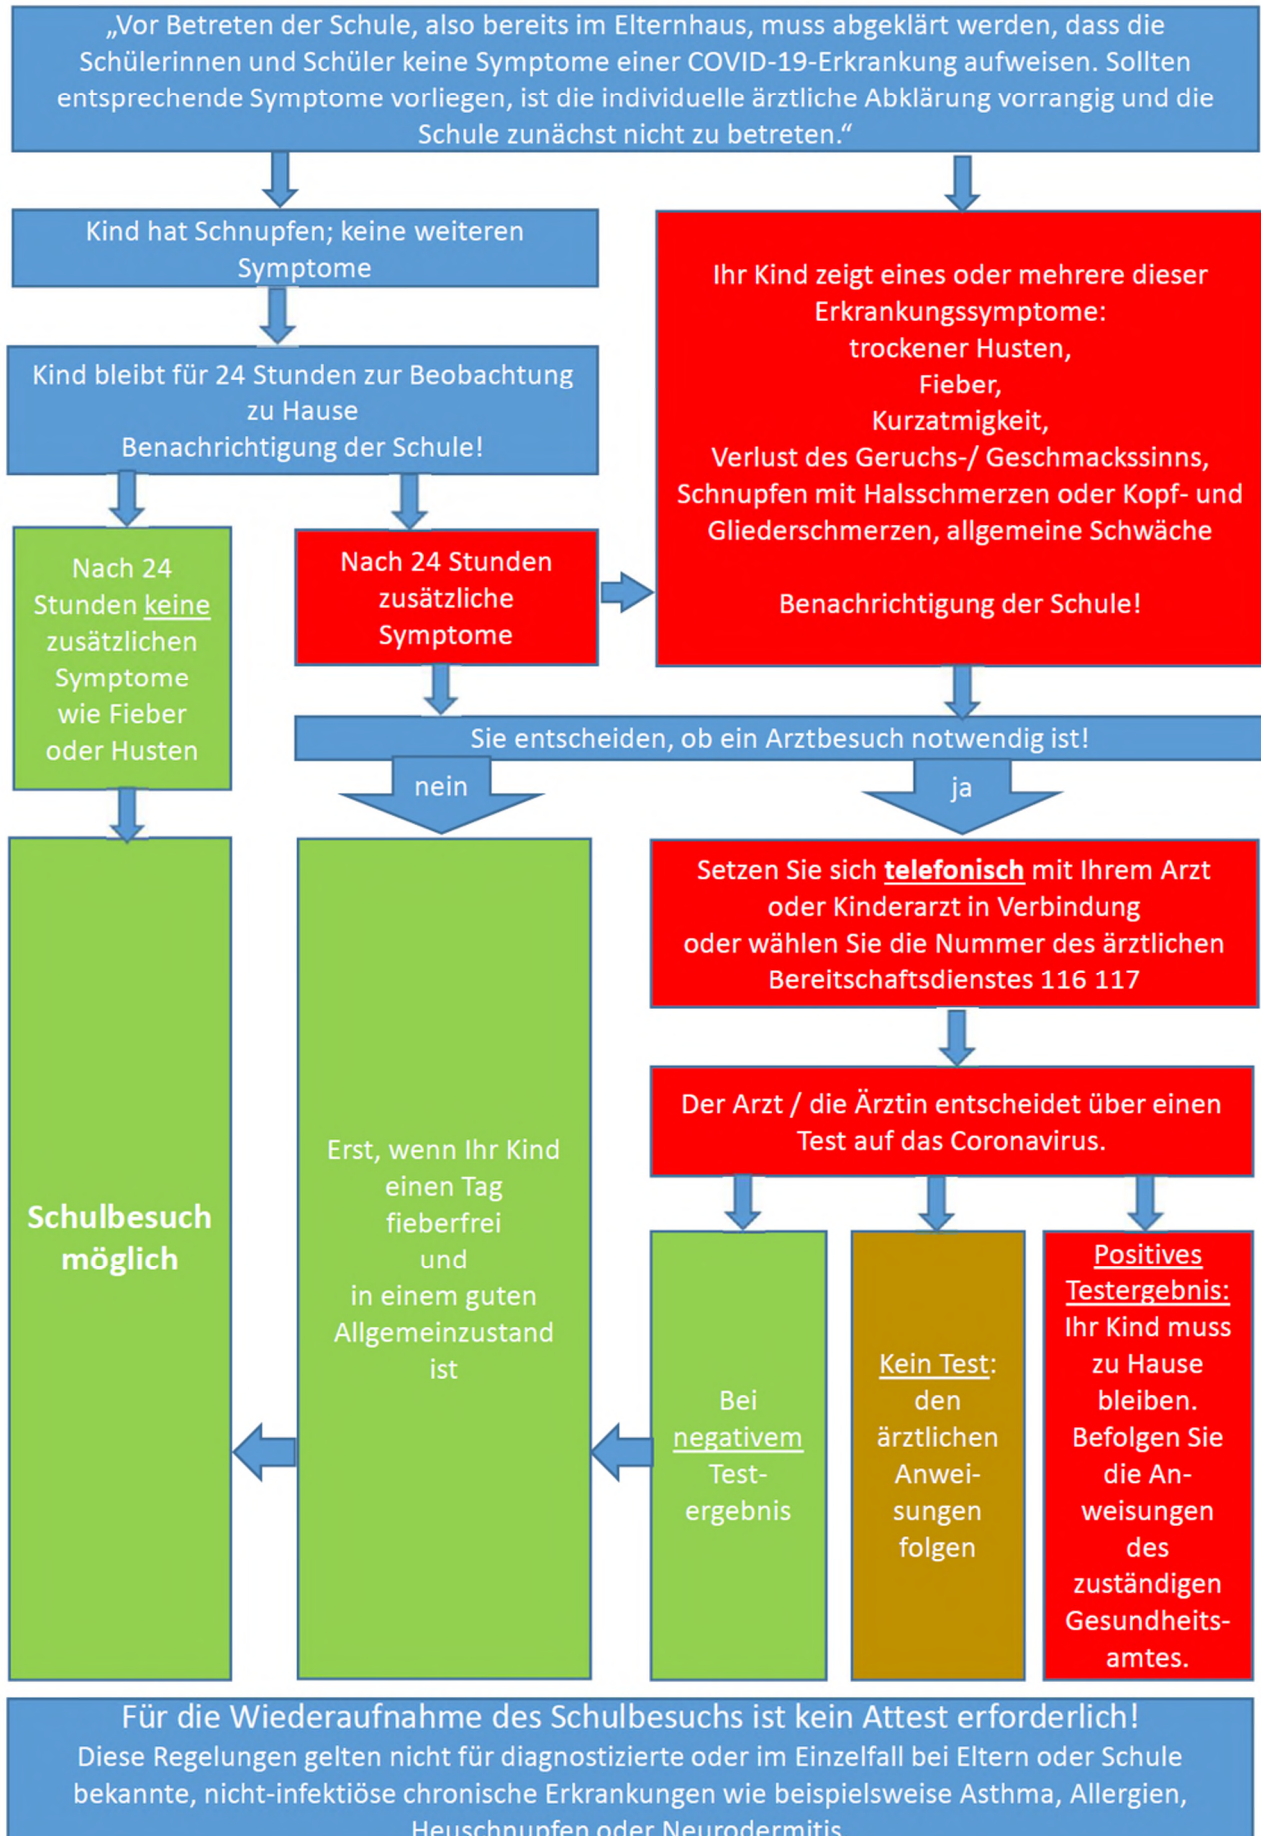 „Vor Betreten der Schule, also bereits im Elternhaus, muss abgeklärt werden, dass die
Schülerinnen und Schüler keine Symptome einer COVID-19-Erkrankung aufweisen. Sollten
entsprechende Symptome vorliegen, ist die individuelle ärztliche Abklärung vorrangig und die
Schule zunächst nicht zu betreten.“
Kind hat Schnupfen; keine weiteren
Symptome
Kind bleibt für 24 Stunden zur Beobachtung
zu Hause
Benachrichtigung der Schule!
Ihr Kind zeigt eines oder mehrere dieser
Erkrankungssymptome:
trockener Husten,
Fieber,
Kurzatmigkeit,
Verlust des Geruchs-/ Geschmackssinns,
Schnupfen mit Halsschmerzen oder Kopf- und
Gliederschmerzen, allgemeine Schwäche
Benachrichtigung der Schule!
Nach 24
Stunden keine
zusätzlichen
Symptome
wie Fieber
oder Husten
Nach 24 Stunden
zusätzliche
Symptome
Sie entscheiden, ob ein Arztbesuch notwendig ist!
nein
ja
Schulbesuch
möglich
Erst, wenn Ihr Kind
einen Tag
fieberfrei
und
in einem guten
Allgemeinzustand
ist
Setzen Sie sich telefonisch mit Ihrem Arzt
oder Kinderarzt in Verbindung
oder wählen Sie die Nummer des ärztlichen
Bereitschaftsdienstes 116 117
Der Arzt / die Ärztin entscheidet über einen
Test auf das Coronavirus.
Bei
negativem
Test-
ergebnis
Kein Test:
den
ärztlichen
Anwei-
sungen
folgen
Positives
Testergebnis:
Ihr Kind muss
zu Hause
bleiben.
Befolgen Sie
die An-
weisungen
des
zuständigen
Gesundheits-
amtes.
Für die Wiederaufnahme des Schulbesuchs ist kein Attest erforderlich!
Diese Regelungen gelten nicht für diagnostizierte oder im Einzelfall bei Eltern oder Schule
bekannte, nicht-infektiöse chronische Erkrankungen wie beispielsweise Asthma, Allergien,
Heuschnupfen oder Neurodermitis